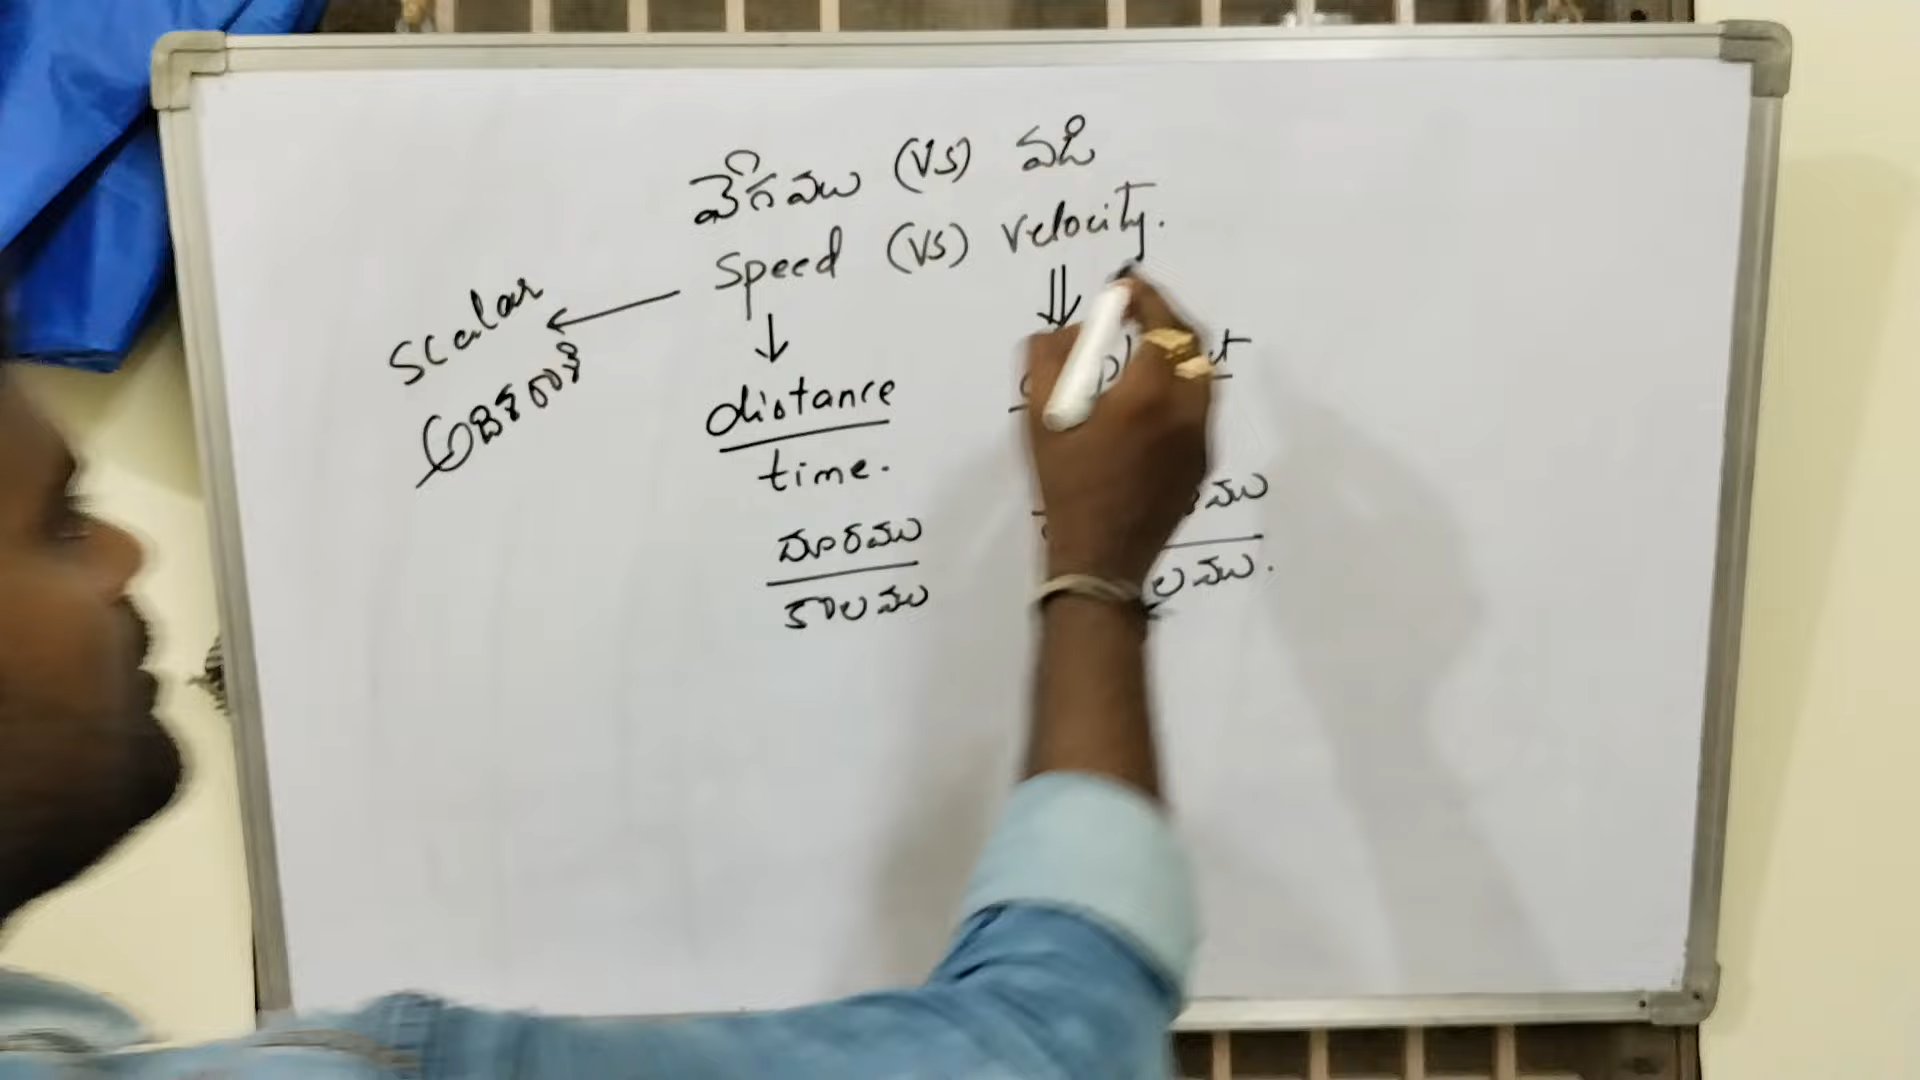 వేగము (VS) వడి
Speed (VS) velocity.
Scalar
అదిశరాశి
distance
time.
దూరము
కాలము